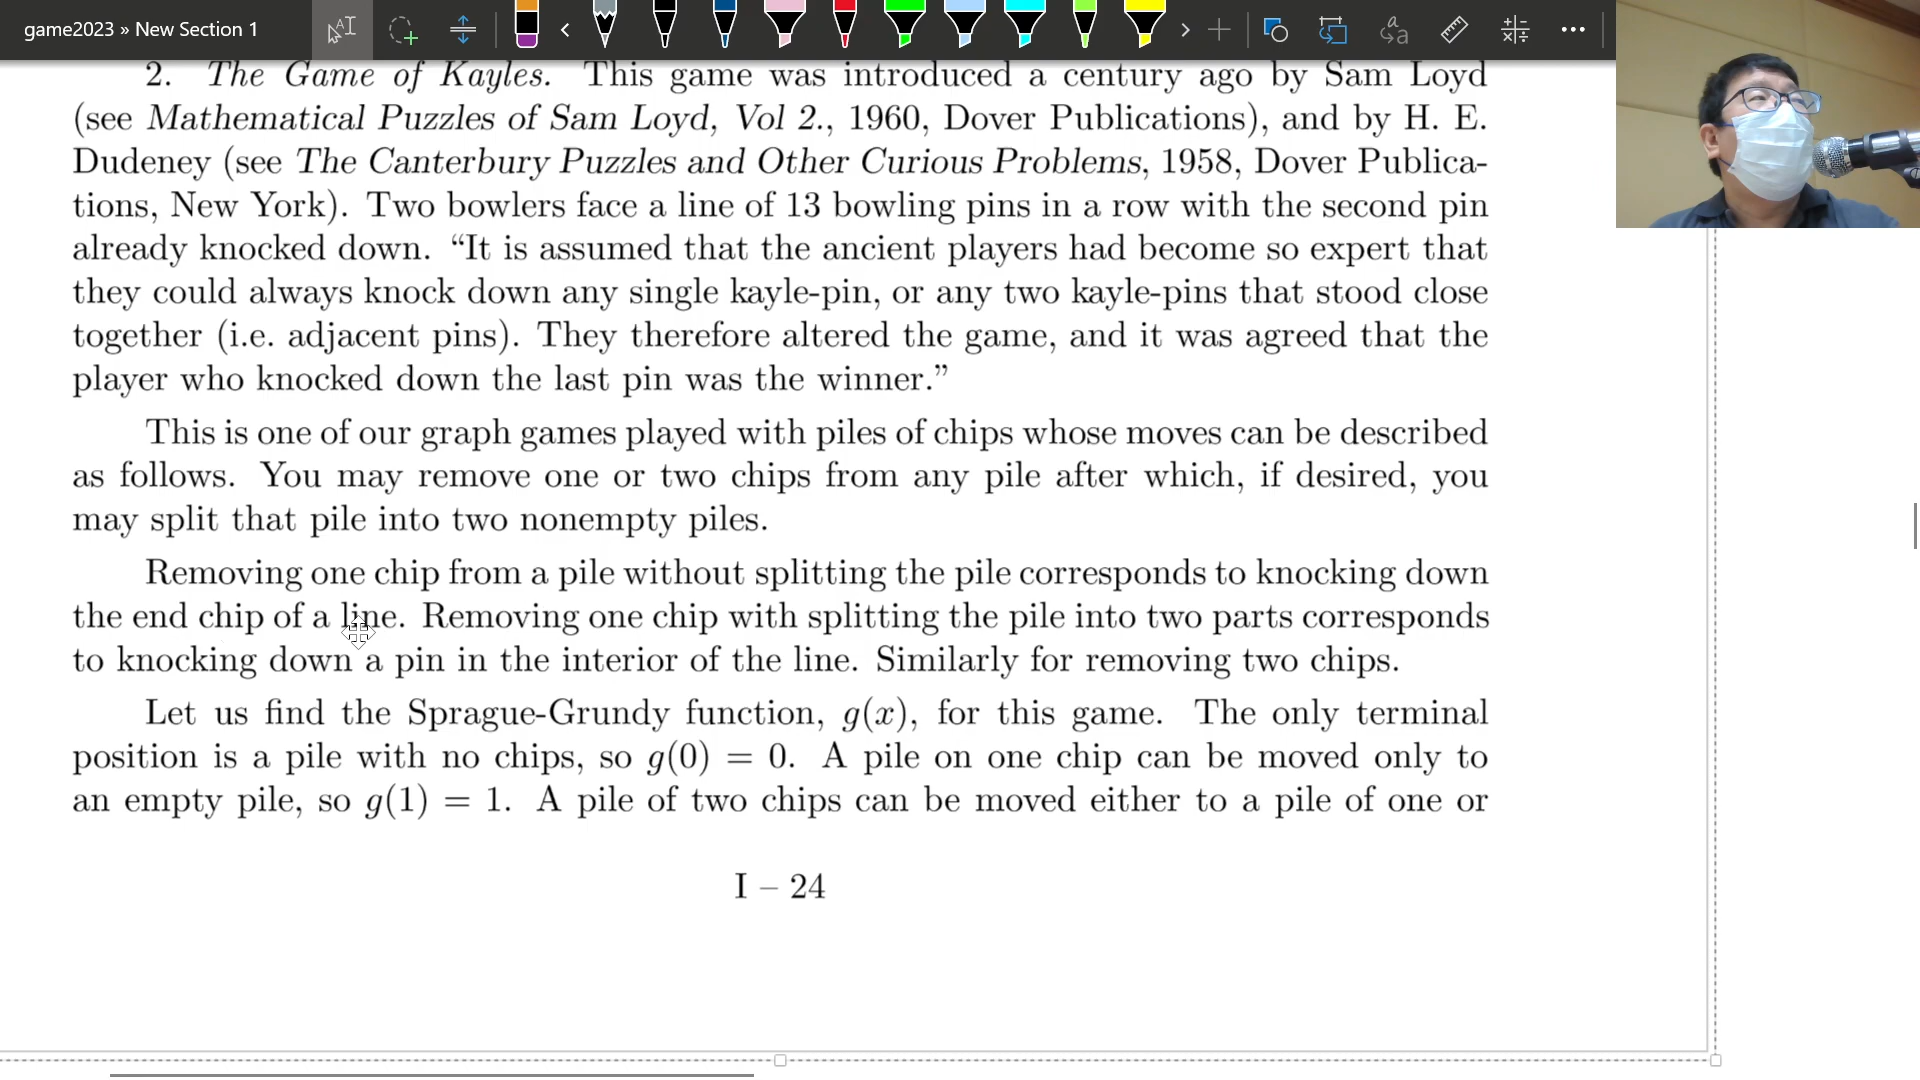 game2023 » New Section 1
2. The Game of Kayles. This game was introduced a century ago by Sam Loyd
(see Mathematical Puzzles of Sam Loyd, Vol 2., 1960, Dover Publications), and by H. E.
Dudeney (see The Canterbury Puzzles and Other Curious Problems, 1958, Dover Publica-
tions, New York). Two bowlers face a line of 13 bowling pins in a row with the second pin
already knocked down. “It is assumed that the ancient players had become so expert that
they could always knock down any single kayle-pin, or any two kayle-pins that stood close
together (i.e. adjacent pins). They therefore altered the game, and it was agreed that the
player who knocked down the last pin was the winner.”
This is one of our graph games played with piles of chips whose moves can be described
as follows. You may remove one or two chips from any pile after which, if desired, you
may split that pile into two nonempty piles.
Removing one chip from a pile without splitting the pile corresponds to knocking down
the end chip of a line. Removing one chip with splitting the pile into two parts corresponds
to knocking down a pin in the interior of the line. Similarly for removing two chips.
Let us find the Sprague-Grundy function, g(x), for this game. The only terminal
position is a pile with no chips, so g(0) = 0. A pile on one chip can be moved only to
an empty pile, so g(1) = 1. A pile of two chips can be moved either to a pile of one or
I – 24